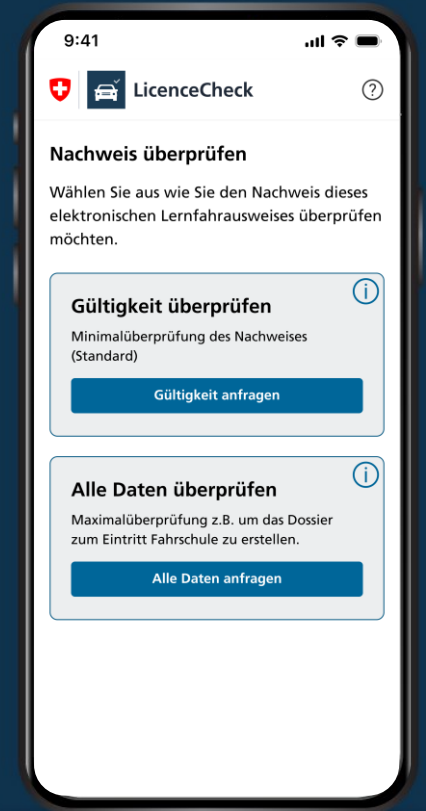 9:41
LicenceCheck
Nachweis überprüfen
Wählen Sie aus wie Sie den Nachweis dieses
elektronischen Lernfahrausweises überprüfen
möchten.
Gültigkeit überprüfen
Minimalüberprüfung des Nachweises
(Standard)
Gültigkeit anfragen
Alle Daten überprüfen
Maximalüberprüfung z.B. um das Dossier
zum Eintritt Fahrschule zu erstellen.
Alle Daten anfragen